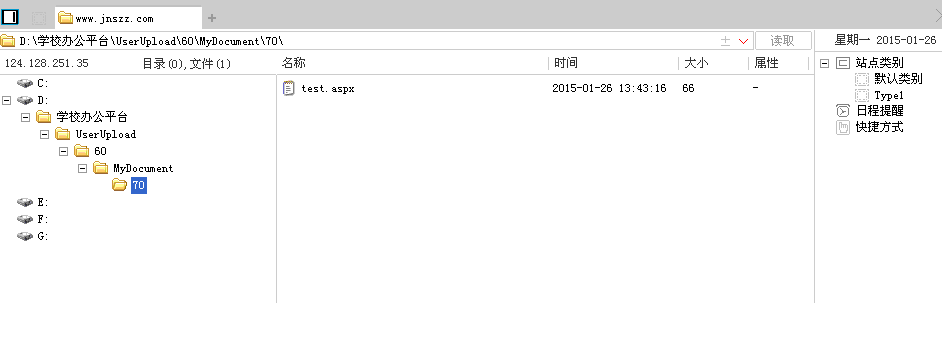 www.jnszz.com
D:\学校办公平台\UserUpload\60\MyDocument\70\ 读取
星期一 2015-01-26
124.128.251.35 目录(0),文件(1) 名称 时间 大小 属性
test.aspx 2015-01-26 13:43:16 66 -
C:
D:
学校办公平台
UserUpload
60
MyDocument
70
E:
F:
G:
站点类别
默认类别
Type1
日程提醒
快捷方式